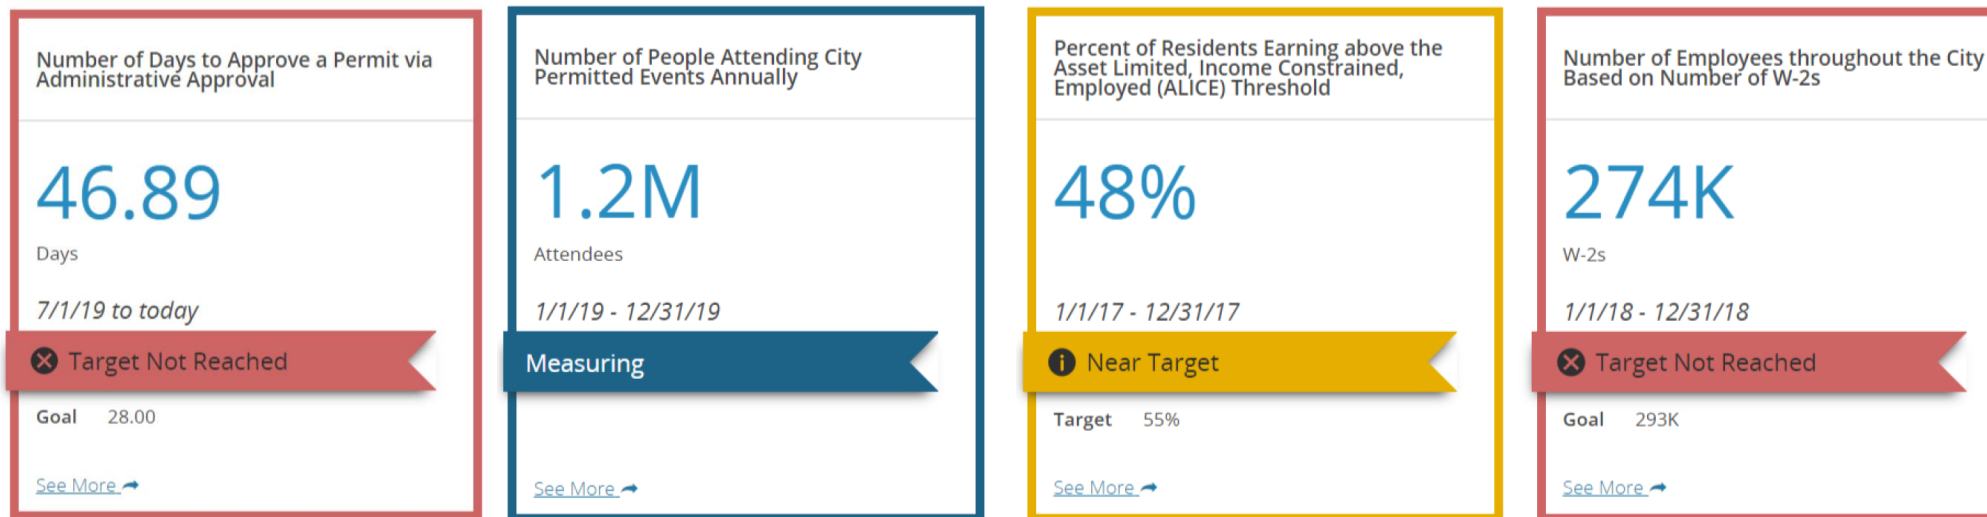 Number of Days to Approve a Permit via
Administrative Approval
46.89
Days
7/1/19 to today
Target Not Reached
Goal 28.00
See More
Number of People Attending City
Permitted Events Annually
1.2M
Attendees
1/1/19 - 12/31/19
Measuring
See More
Percent of Residents Earning above the
Asset Limited, Income Constrained,
Employed (ALICE) Threshold
48%
1/1/17 - 12/31/17
Near Target
Target 55%
See More
Number of Employees throughout the City
Based on Number of W-2s
274K
W-2s
1/1/18 - 12/31/18
Target Not Reached
Goal 293K
See More